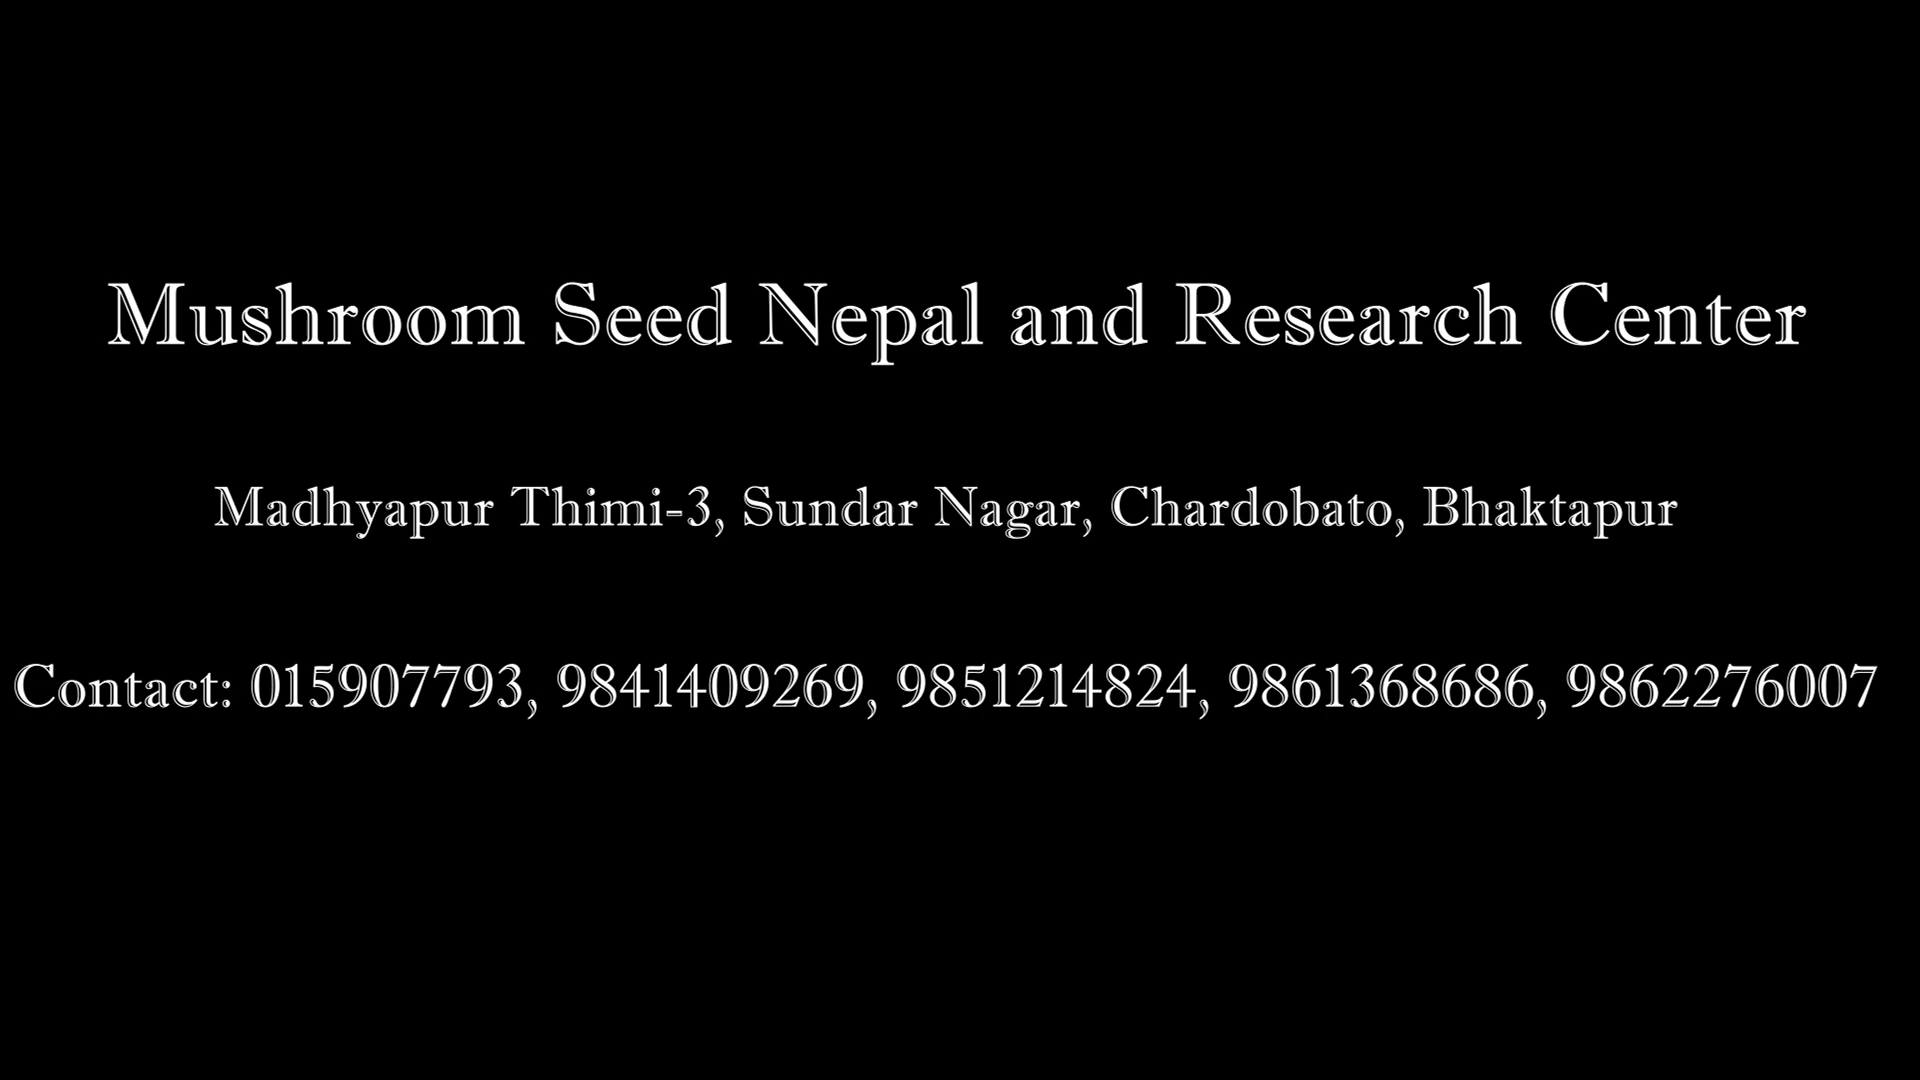 Mushroom Seed Nepal and Research Center
Madhyapur Thimi-3, Sundar Nagar, Chardobato, Bhaktapur
Contact: 015907793, 9841409269, 9851214824, 9861368686, 9862276007